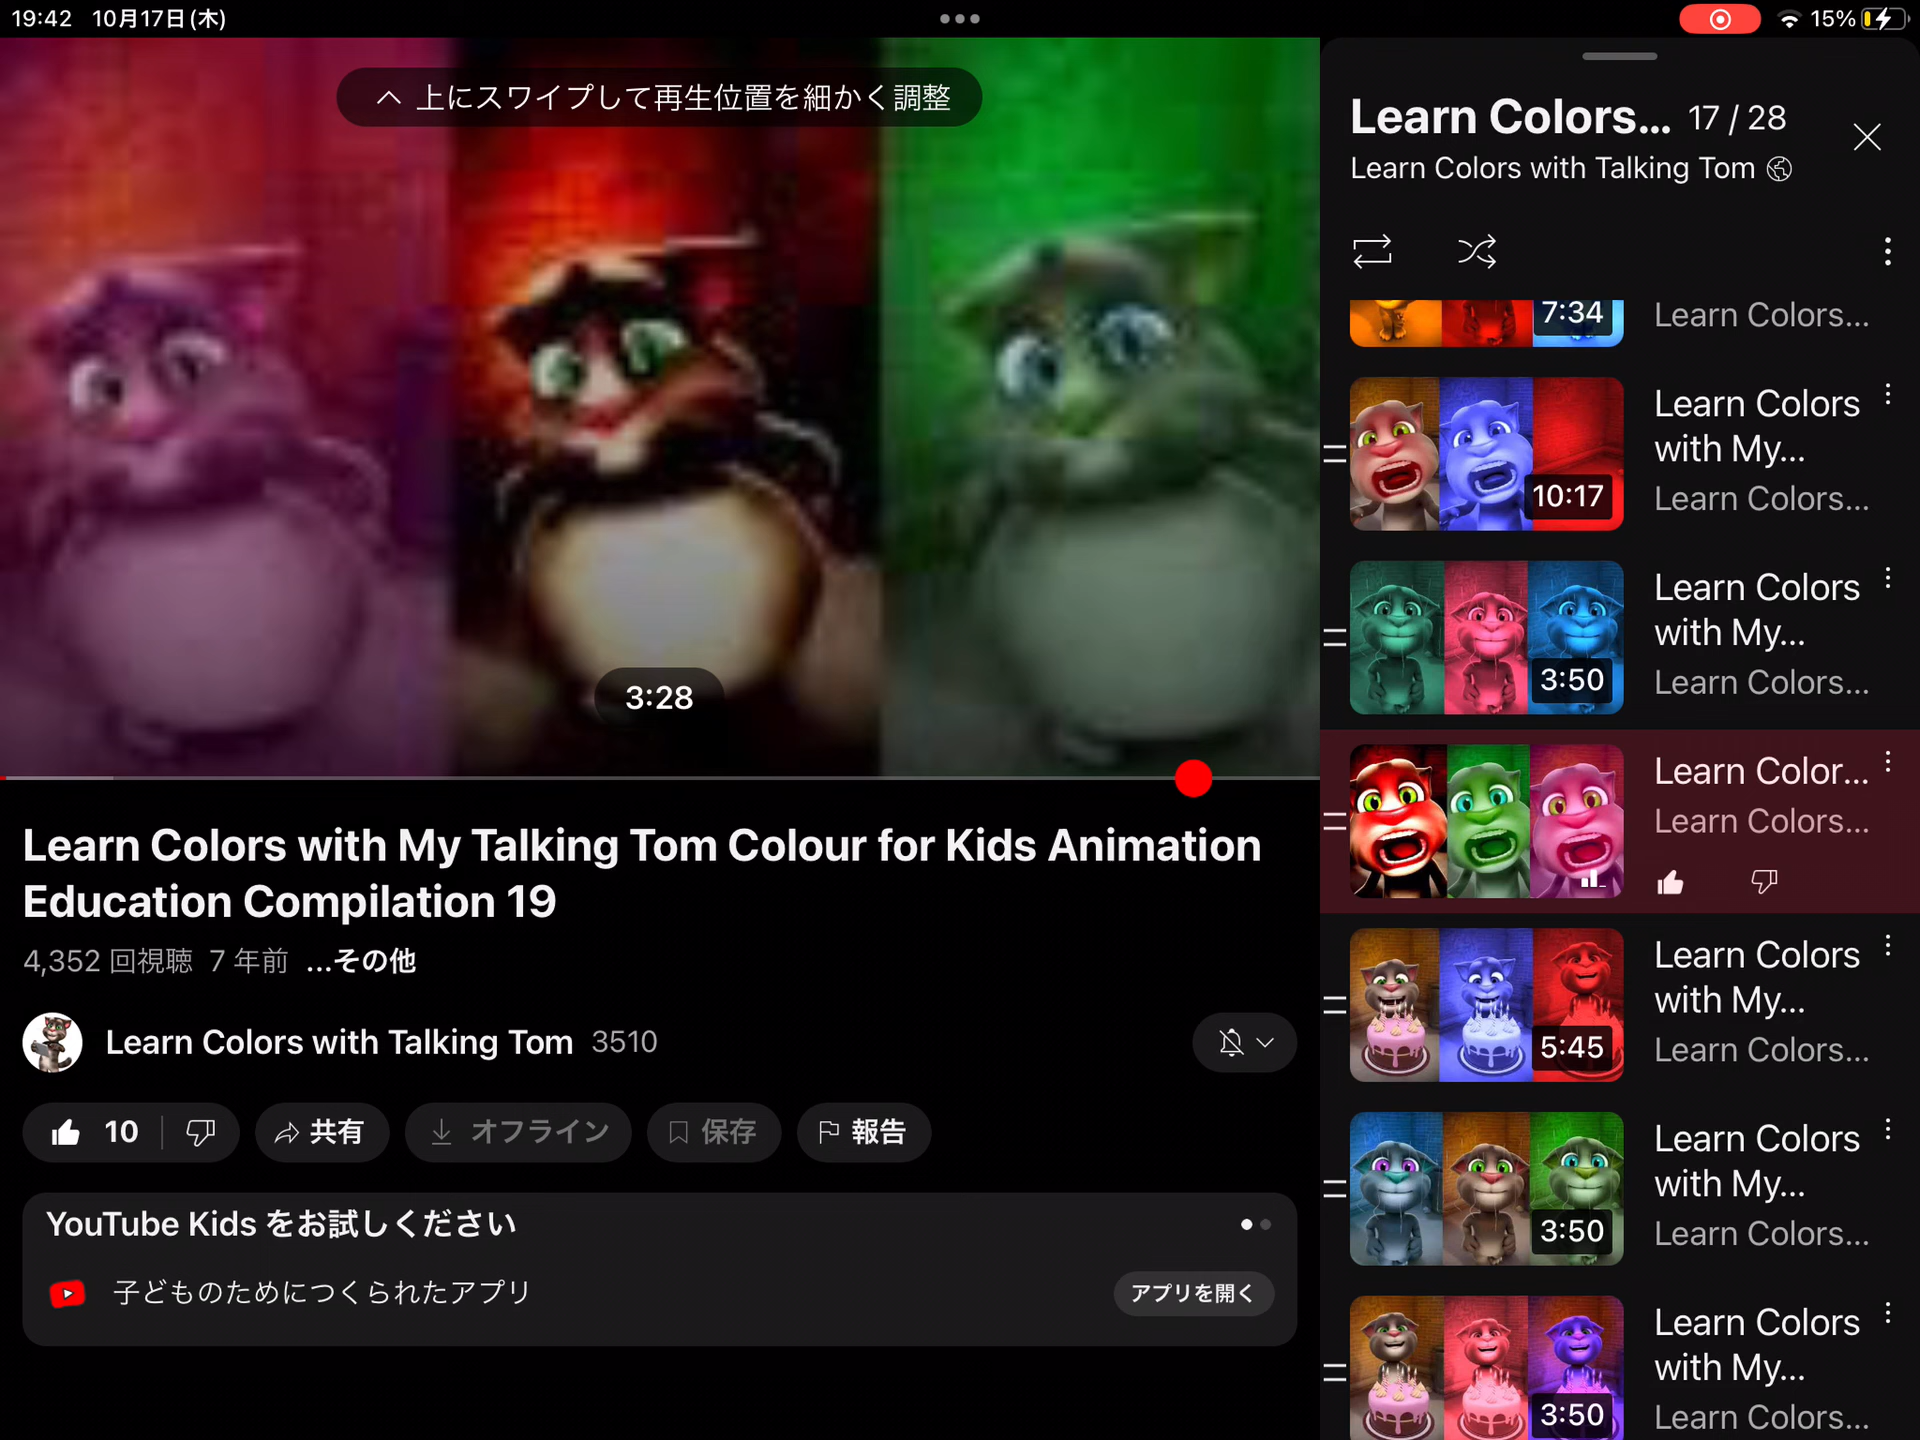 19:42 10月17日(木)
15%
上にスワイプして再生位置を細かく調整
3:28
Learn Colors with My Talking Tom Colour for Kids Animation
Education Compilation 19
4,352 回視聴 7 年前 ...その他
Learn Colors with Talking Tom 3510
10
共有
オフライン
保存
報告
YouTube Kids をお試しください
子どものためにつくられたアプリ
アプリを開く
Learn Colors... 17 / 28
Learn Colors with Talking Tom
7:34
Learn Colors...
10:17
Learn Colors
with My...
Learn Colors...
3:50
Learn Colors
with My...
Learn Colors...
Learn Color...
Learn Colors...
5:45
Learn Colors
with My...
Learn Colors...
3:50
Learn Colors
with My...
Learn Colors...
3:50
Learn Colors
with My...
Learn Colors...